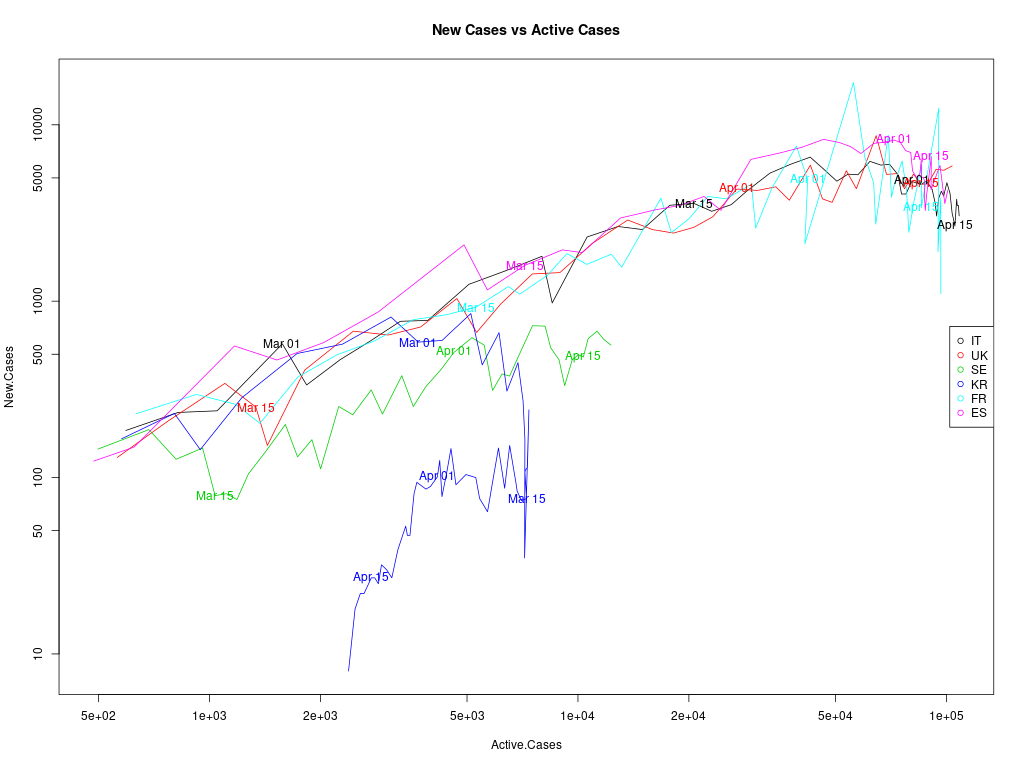 New Cases vs Active Cases
New.Cases
10000
5000
1000
500
100
50
10
Apr 01
Apr 15
Apr 01
Apr 01
Apr 15
Apr 01
Mar 15
Apr 15
Apr 15
Mar 15
Mar 15
Mar 01
Mar 01
Apr 01
Apr 15
Mar 15
Apr 01
Mar 15
Mar 15
Apr 15
IT
UK
SE
KR
FR
ES
5e+02
1e+03
2e+03
5e+03
1e+04
2e+04
5e+04
1e+05
Active.Cases